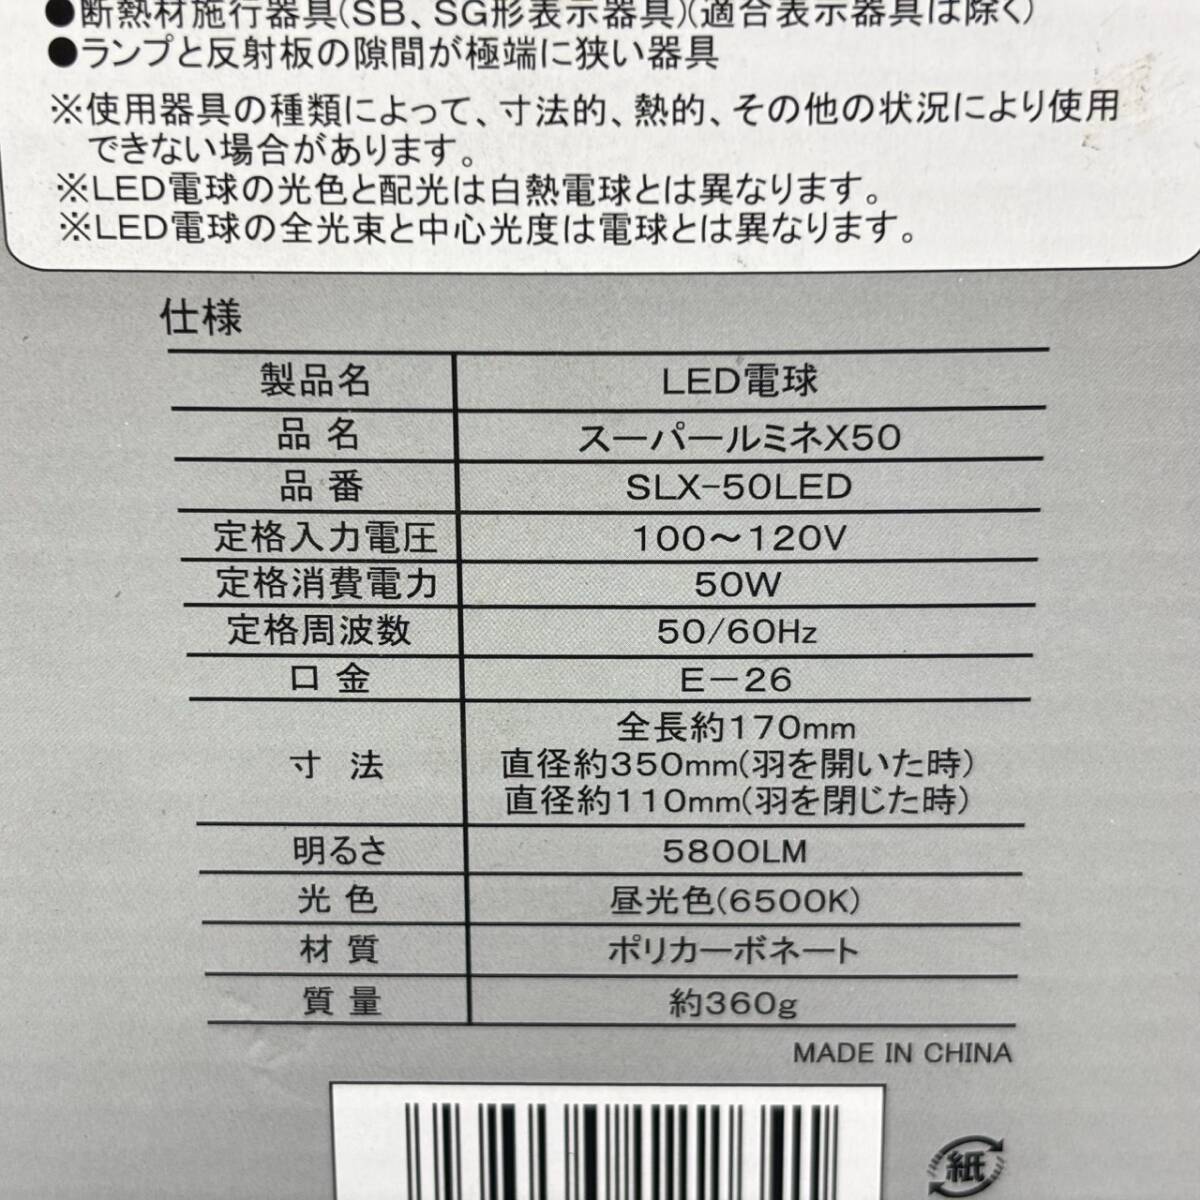 ●断熱材施行器具(SB、SG形表示器具)(適合表示器具は除く)
●ランプと反射板の隙間が極端に狭い器具
※使用器具の種類によって、寸法的、熱的、その他の状況により使用
できない場合があります。
※LED電球の光色と配光は白熱電球とは異なります。
※LED電球の全光束と中心光度は電球とは異なります。
仕様
製品名 LED電球
品 名 スーパールミネX50
品 番 SLX-50LED
定格入力電圧 100～120V
定格消費電力 50W
定格周波数 50/60Hz
口 金 E-26
寸 法 全長約170mm
直径約350mm(羽を開いた時)
直径約110mm(羽を閉じた時)
明るさ 5800LM
光 色 昼光色(6500K)
材 質 ポリカーボネート
質 量 約360g
MADE IN CHINA
紙